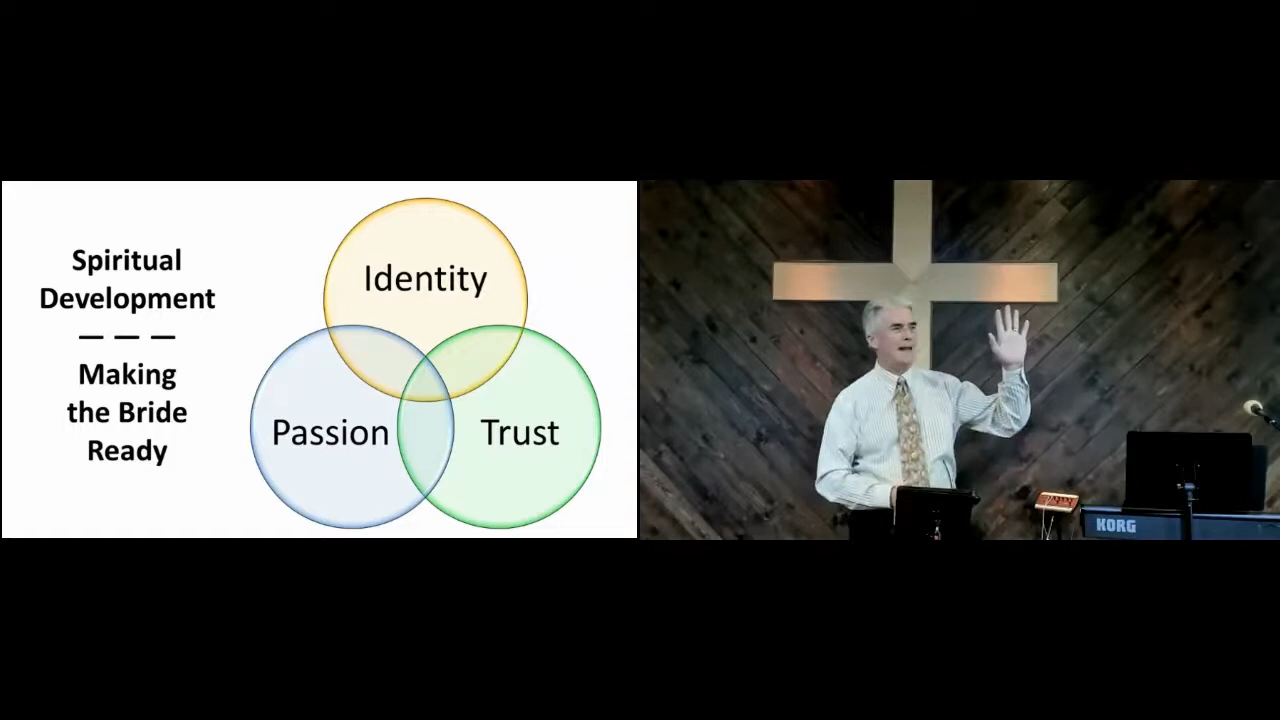 Spiritual
Development
— — —
Making
the Bride
Ready
Identity
Passion
Trust
KORG